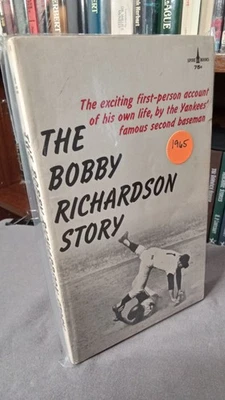 The exciting first-person account
of his own life, by the Yankees'
famous second baseman
1965
THE
BOBBY
RICHARDSON
STORY